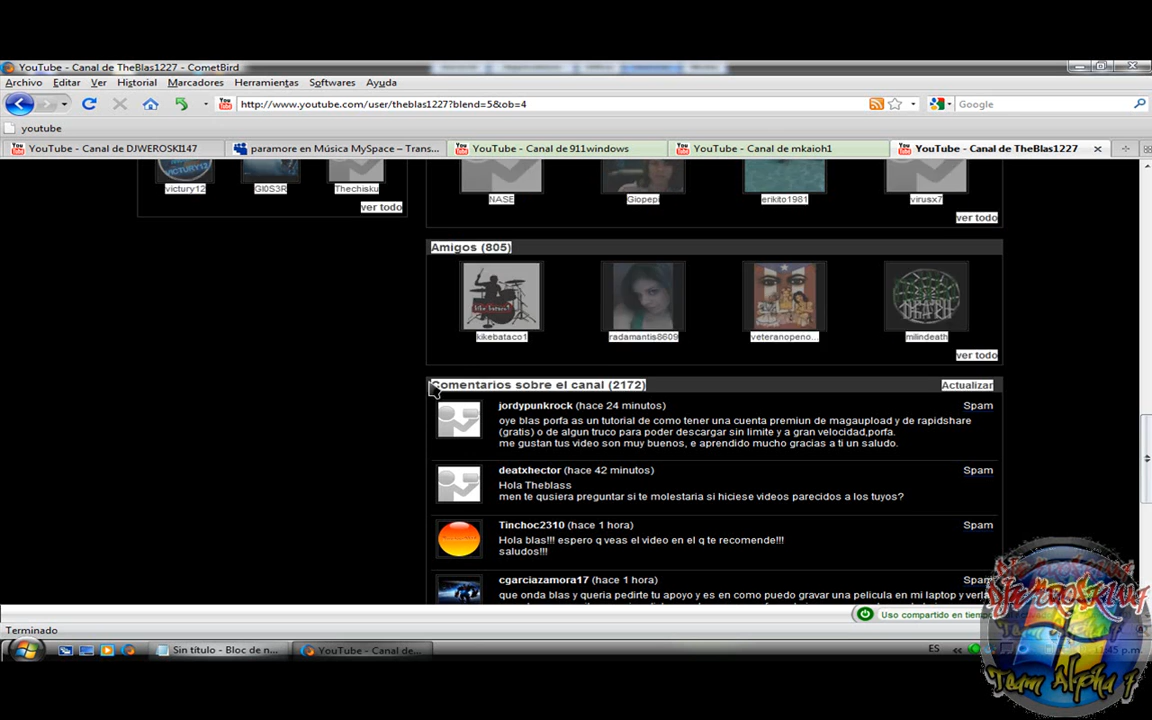 YouTube - Canal de TheBlas1227 - CometBird
Archivo Editar Ver Historial Marcadores Herramientas Softwares Ayuda
http://www.youtube.com/user/theblas1227?blend=5&ob=4
Google
youtube
YouTube - Canal de DJWEROSKI147
paramore en Música MySpace – Trans...
YouTube - Canal de 911windows
YouTube - Canal de mkaioh1
YouTube - Canal de TheBlas1227
victury12 Gl0S3R Thechisku
NASE Giopepi erikito1981 virusx7
ver todo
ver todo
Amigos (805)
kikebataco1 radamantis8609 veteranopeno... milindeath
ver todo
Comentarios sobre el canal (2172) Actualizar
jordypunkrock (hace 24 minutos) Spam
oye blas porfa as un tutorial de como tener una cuenta premiun de magaupload y de rapidshare
(gratis) o de algun truco para poder descargar sin limite y a gran velocidad,porfa.
me gustan tus video son muy buenos, e aprendido mucho gracias a ti un saludo.
deatxhector (hace 42 minutos) Spam
Hola Theblass
men te qusiera preguntar si te molestaria si hiciese videos parecidos a los tuyos?
Tinchoc2310 (hace 1 hora) Spam
Hola blas!!! espero q veas el video en el q te recomende!!!
saludos!!!
cgarciazamora17 (hace 1 hora) Spam
que onda blas y queria pedirte tu apoyo y es en como puedo gravar una pelicula en mi laptop y verla
Uso compartido en tiempo
Terminado
Sin título - Bloc de n...
YouTube - Canal de...
ES
Team Alpha 7